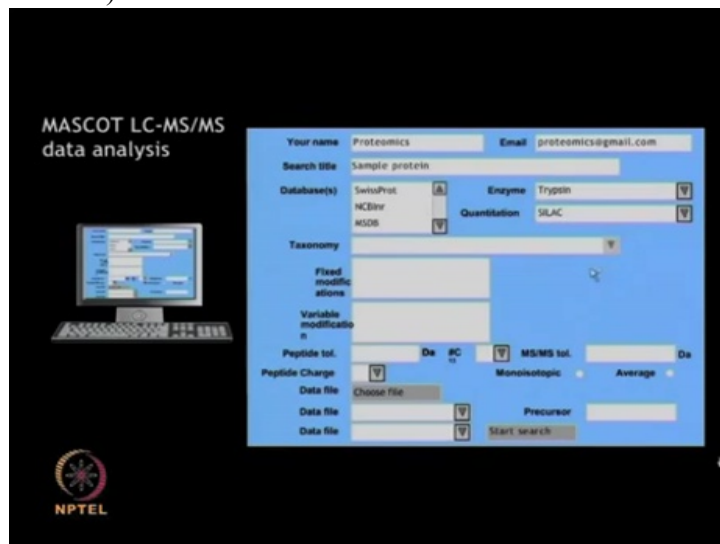 MASCOT LC-MS/MS
data analysis
Your name Proteomics Email proteomics@gmail.com
Search title Sample protein
Database(s) SwissProt Enzyme Trypsin
NCBInr
MSDB
Quantitation SILAC
Taxonomy
Fixed
modific
ations
Variable
modificatio
n
Peptide tol. Da #C MS/MS tol. Da
Peptide Charge Monoisotopic Average
Data file Choose file
Data file Precursor
Data file Start search
NPTEL